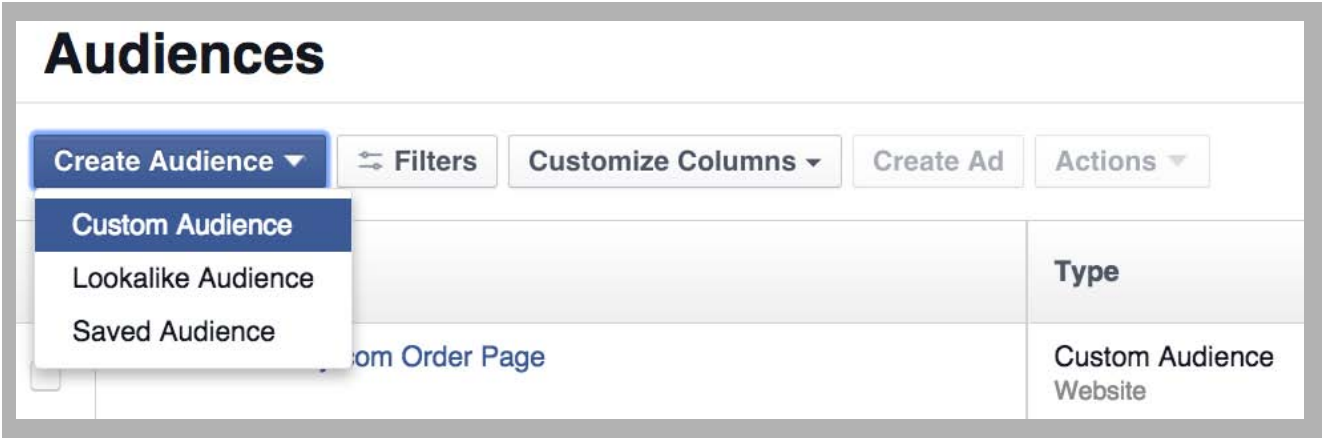 Audiences
Create Audience Filters Customize Columns Create Ad Actions
Custom Audience
Lookalike Audience
Saved Audience
Type
Order Page Custom Audience
Website